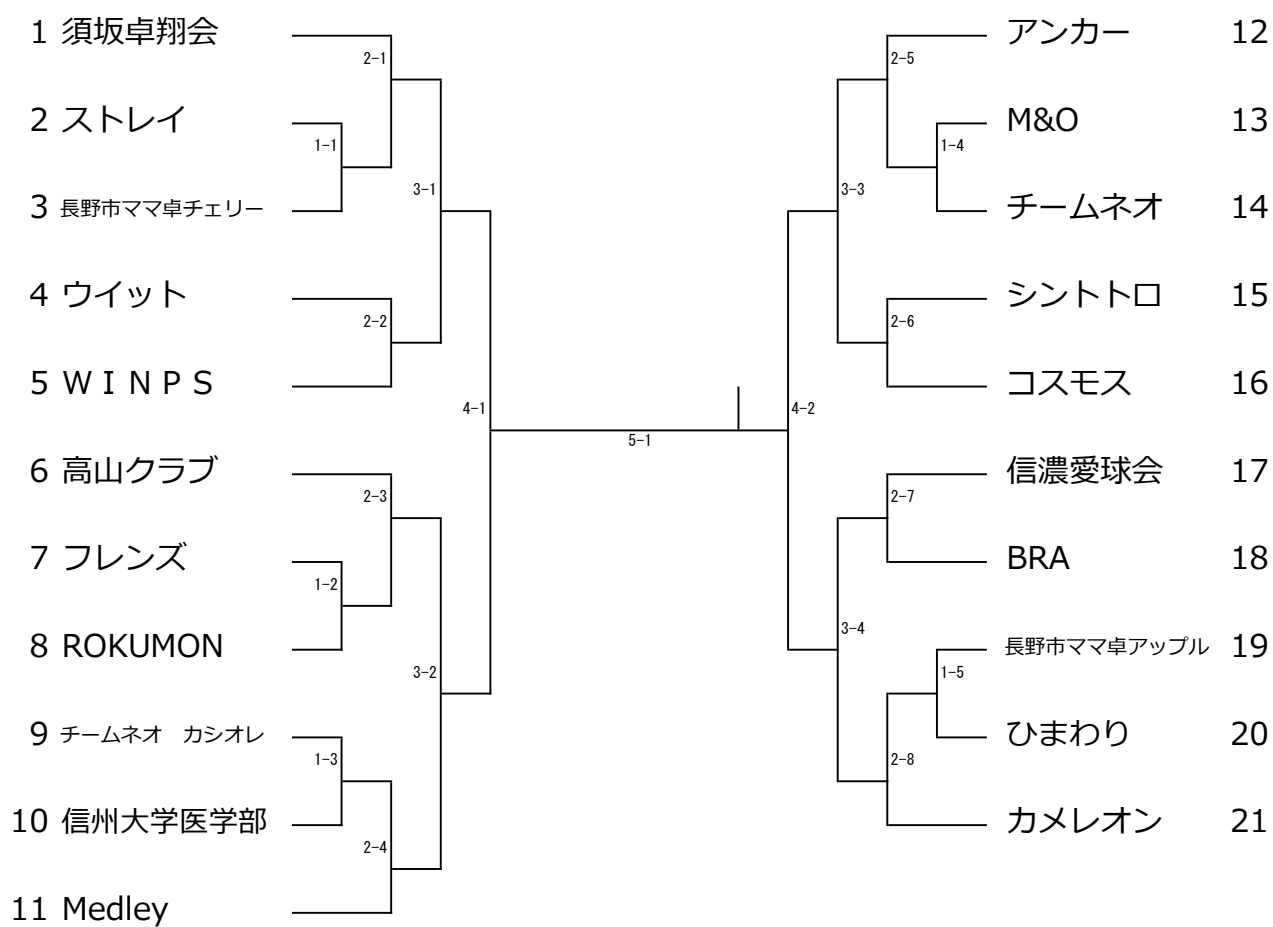 1 須坂卓翔会
2 ストレイ
3 長野市ママ卓チェリー
4 ウイット
5 ＷＩＮＰＳ
6 高山クラブ
7 フレンズ
8 ROKUMON
9 チームネオ　カシオレ
10 信州大学医学部
11 Medley
2-1
1-1
3-1
2-2
4-1
2-3
1-2
3-2
1-3
2-4
5-1
2-5
1-4
3-3
2-6
4-2
2-7
3-4
1-5
2-8
アンカー 12
M&O 13
チームネオ 14
シントトロ 15
コスモス 16
信濃愛球会 17
BRA 18
長野市ママ卓アップル 19
ひまわり 20
カメレオン 21